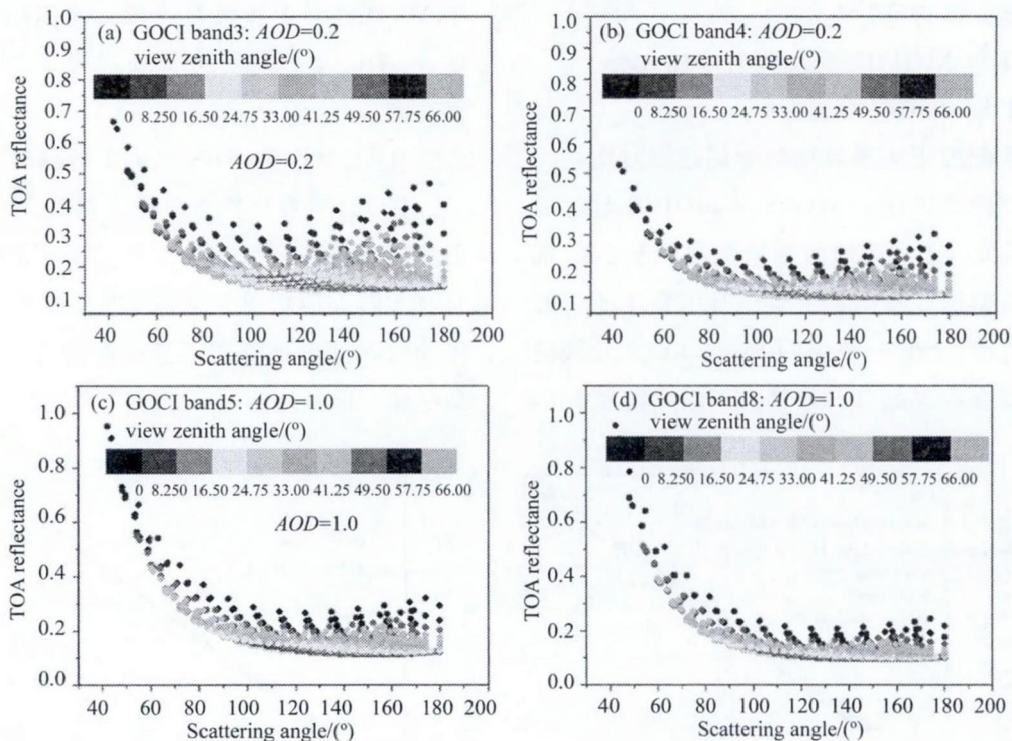 (a) GOCI band3: AOD=0.2
view zenith angle/(°)
0 8.250 16.50 24.75 33.00 41.25 49.50 57.75 66.00
AOD=0.2
TOA reflectance
1.0
0.9
0.8
0.7
0.6
0.5
0.4
0.3
0.2
0.1
40 60 80 100 120 140 160 180 200
Scattering angle/(°)
(b) GOCI band4: AOD=0.2
view zenith angle/(°)
0 8.250 16.50 24.75 33.00 41.25 49.50 57.75 66.00
TOA reflectance
1.0
0.9
0.8
0.7
0.6
0.5
0.4
0.3
0.2
0.1
40 60 80 100 120 140 160 180 200
Scattering angle/(°)
(c) GOCI band5: AOD=1.0
view zenith angle/(°)
0 8.250 16.50 24.75 33.00 41.25 49.50 57.75 66.00
AOD=1.0
TOA reflectance
1.0
0.8
0.6
0.4
0.2
0.0
40 60 80 100 120 140 160 180 200
Scattering angle/(°)
(d) GOCI band8: AOD=1.0
view zenith angle/(°)
0 8.250 16.50 24.75 33.00 41.25 49.50 57.75 66.00
TOA reflectance
1.0
0.8
0.6
0.4
0.2
0.0
40 60 80 100 120 140 160 180 200
Scattering angle/(°)